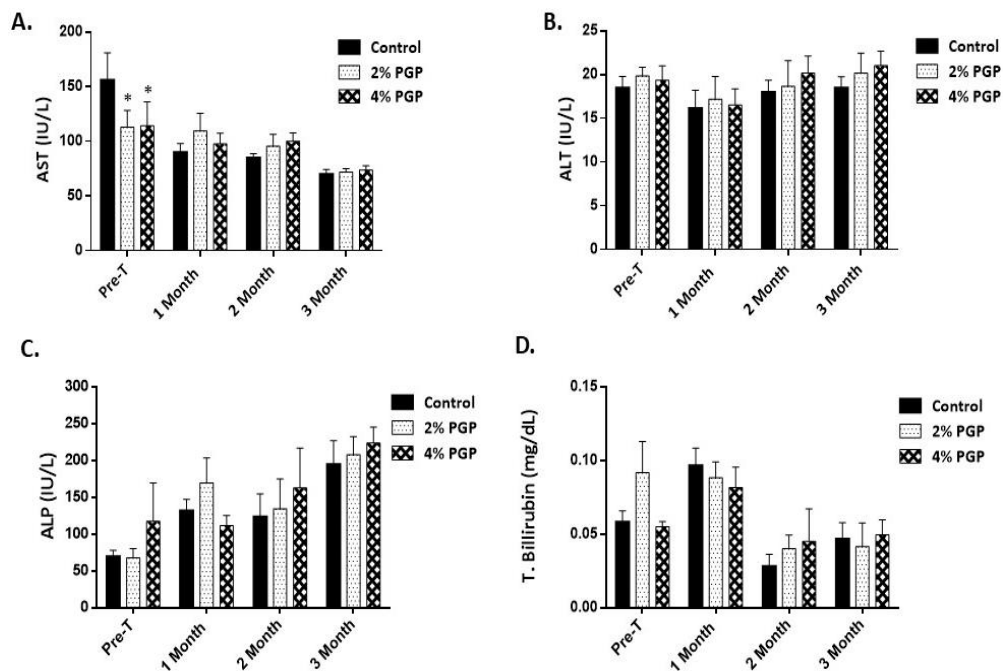 A.
200
150
100
50
0
AST (IU/L)
* *
Control
2% PGP
4% PGP
Pre-T
1 Month
2 Month
3 Month
B.
25
20
15
10
5
0
ALT (IU/L)
Control
2% PGP
4% PGP
Pre-T
1 Month
2 Month
3 Month
C.
300
250
200
150
100
50
0
ALP (IU/L)
Control
2% PGP
4% PGP
Pre-T
1 Month
2 Month
3 Month
D.
0.15
0.10
0.05
0.00
T. Billirubin (mg/dL)
Control
2% PGP
4% PGP
Pre-T
1 Month
2 Month
3 Month